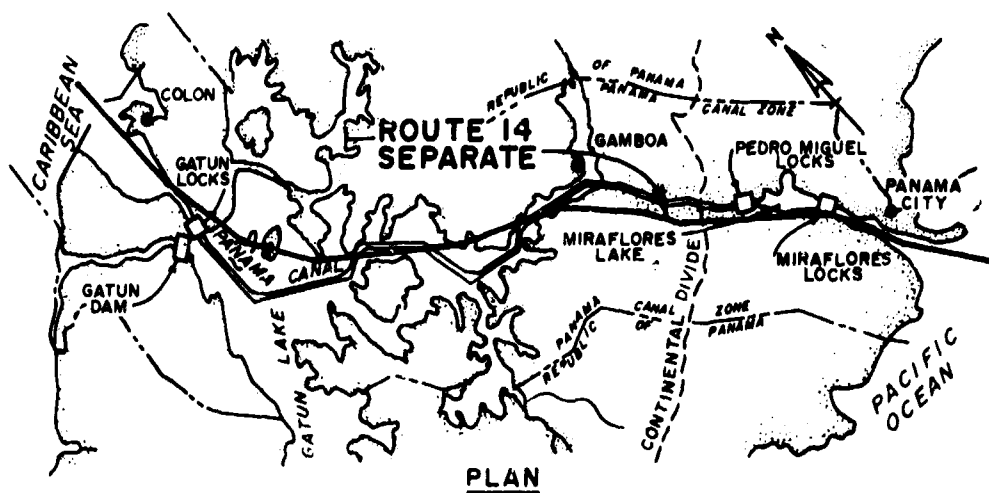 N
REPUBLIC OF PANAMA
PANAMA CANAL ZONE
CARIBBEAN
SEA
COLON
ROUTE 14
SEPARATE
GAMBOA
PEDRO MIGUEL
LOCKS
GATUN
LOCKS
PANAMA
CITY
PANAMA
CANAL
MIRAFLORES
LAKE
MIRAFLORES
LOCKS
GATUN
DAM
GATUN LAKE
PANAMA CANAL ZONE
REPUBLIC OF PANAMA
CONTINENTAL DIVIDE
PACIFIC
OCEAN
PLAN